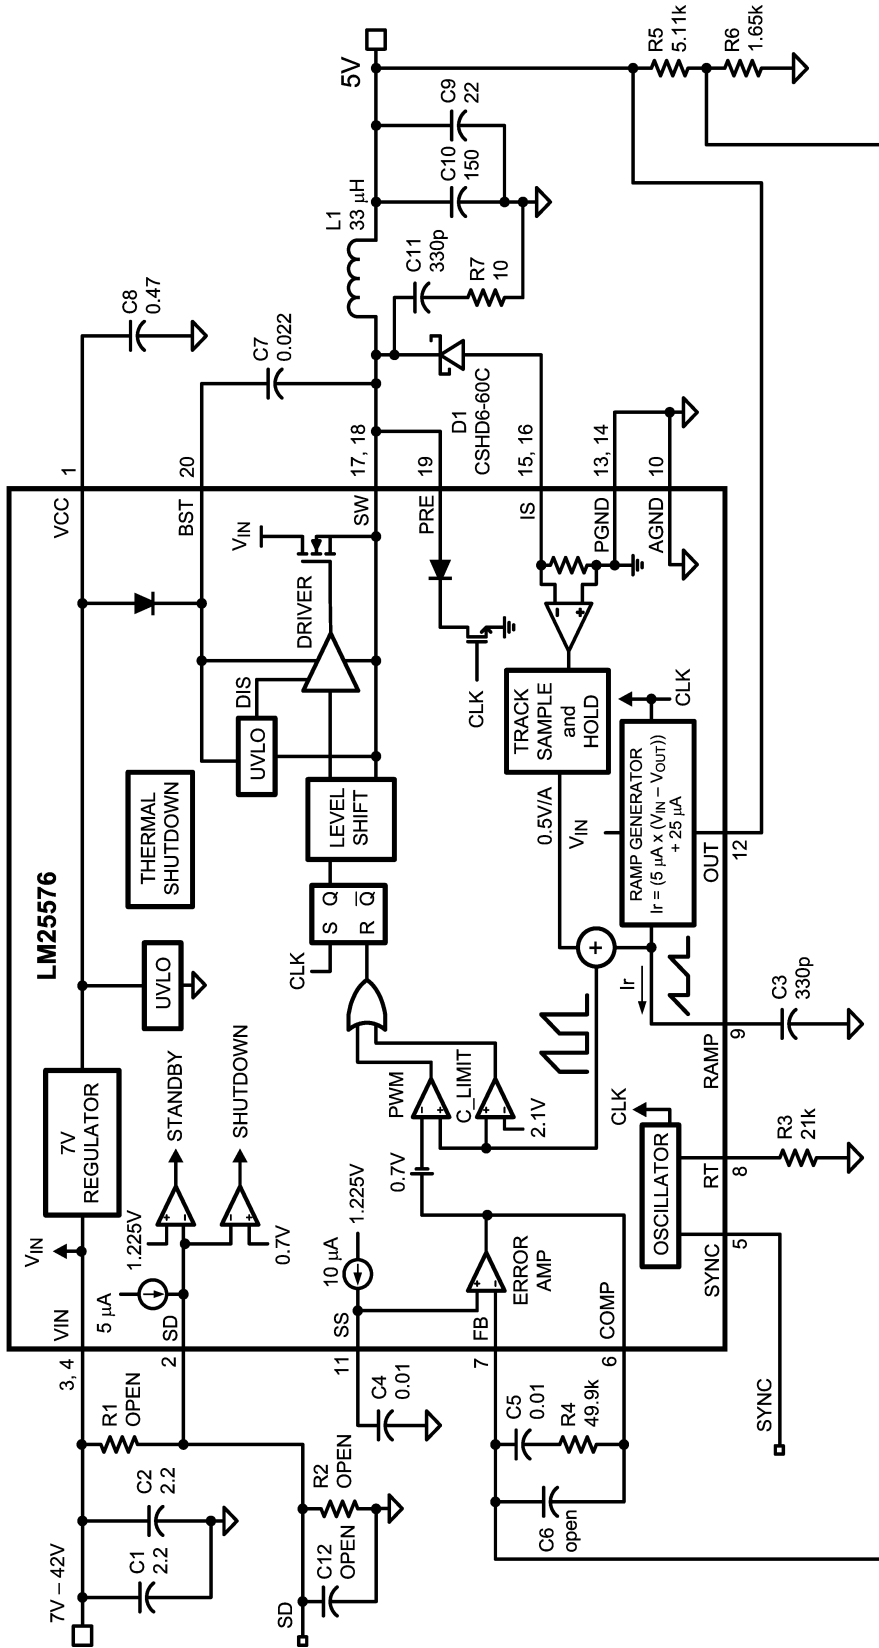 LM25576
7V – 42V
C1
2.2
C2
2.2
R1
OPEN
3, 4
VIN
VIN
7V
REGULATOR
UVLO
THERMAL
SHUTDOWN
VCC
1
C8
0.47
SD
C12
OPEN
R2
OPEN
2
SD
5 µA
1.225V
+
-
STANDBY
0.7V
+
-
SHUTDOWN
BST
20
C7
0.022
UVLO
DIS
DRIVER
VIN
LEVEL
SHIFT
S Q
R Q
CLK
SW
17, 18
L1
33 µH
5V
C4
0.01
11
SS
10 µA
1.225V
PRE
19
CLK
D1
CSHD6-60C
C11
330p
R7
10
C10
150
C9
22
IS
15, 16
PGND
13, 14
AGND
10
-
+
TRACK
SAMPLE
and
HOLD
0.5V/A
PWM
-
+
C_LIMIT
+
-
2.1V
0.7V
+
-
ERROR
AMP
7
FB
6
COMP
C5
0.01
R4
49.9k
C6
open
+
VIN
RAMP GENERATOR
Ir = (5 µA x (VIN – VOUT))
+ 25 µA
CLK
Ir
OSCILLATOR
CLK
SYNC
5
SYNC
RT
8
R3
21k
RAMP
9
C3
330p
OUT
12
R5
5.11k
R6
1.65k